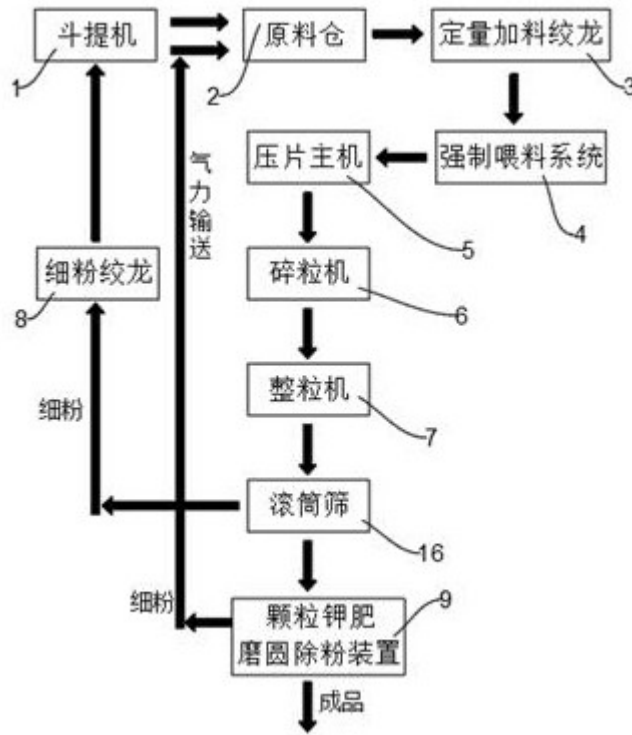 斗提机
原料仓
定量加料绞龙
1
2
3
气力输送
压片主机
强制喂料系统
5
4
细粉绞龙
8
碎粒机
6
整粒机
7
细粉
滚筒筛
16
细粉
颗粒钾肥
磨圆除粉装置
9
成品